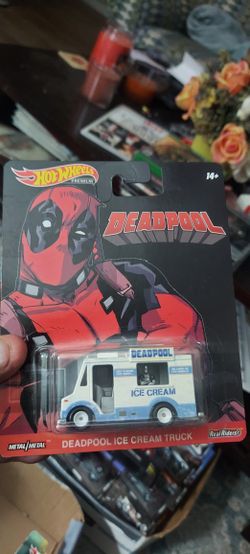 HOT WHEELS
PREMIUM
14+
DEADPOOL
DEADPOOL
ICE CREAM
METAL/METAL
DEADPOOL ICE CREAM TRUCK
Real Riders